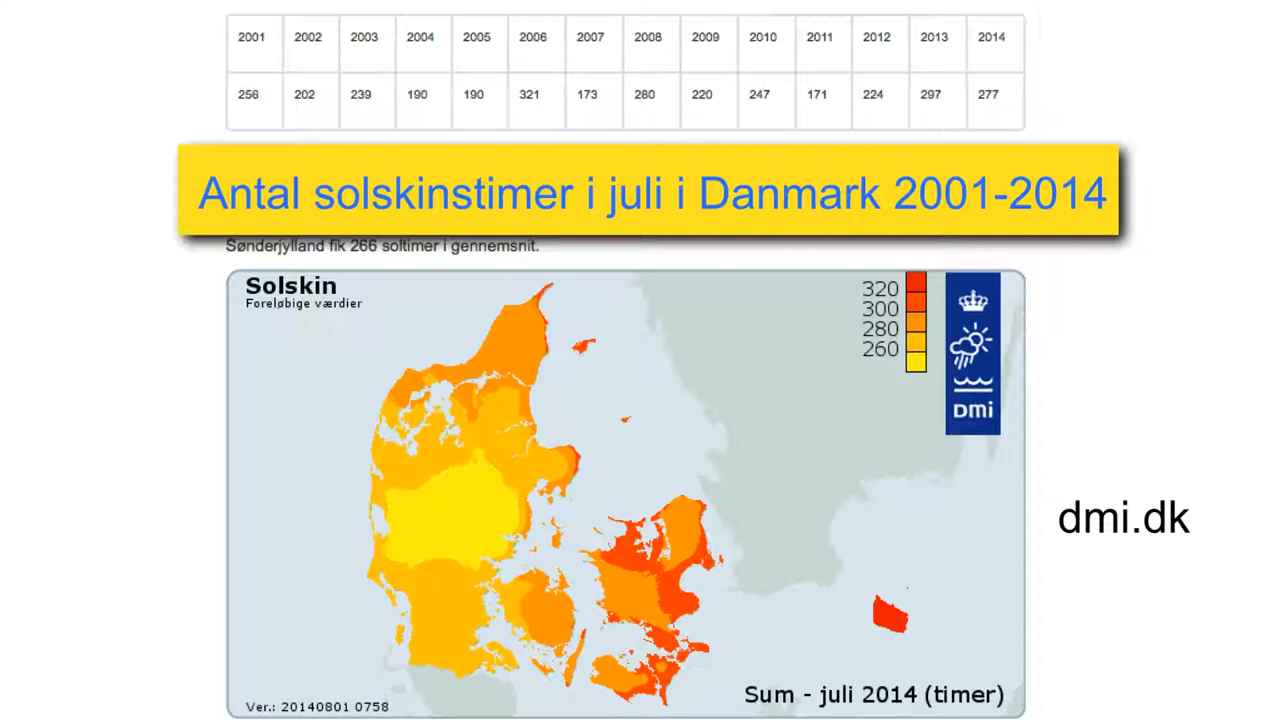 2001 2002 2003 2004 2005 2006 2007 2008 2009 2010 2011 2012 2013 2014
256 202 239 190 190 321 173 280 220 247 171 224 297 277
Antal solskinstimer i juli i Danmark 2001-2014
Sønderjylland fik 266 soltimer i gennemsnit.
Solskin
Foreløbige værdier
320
300
280
260
DMi
dmi.dk
Sum - juli 2014 (timer)
Ver.: 20140801 0758